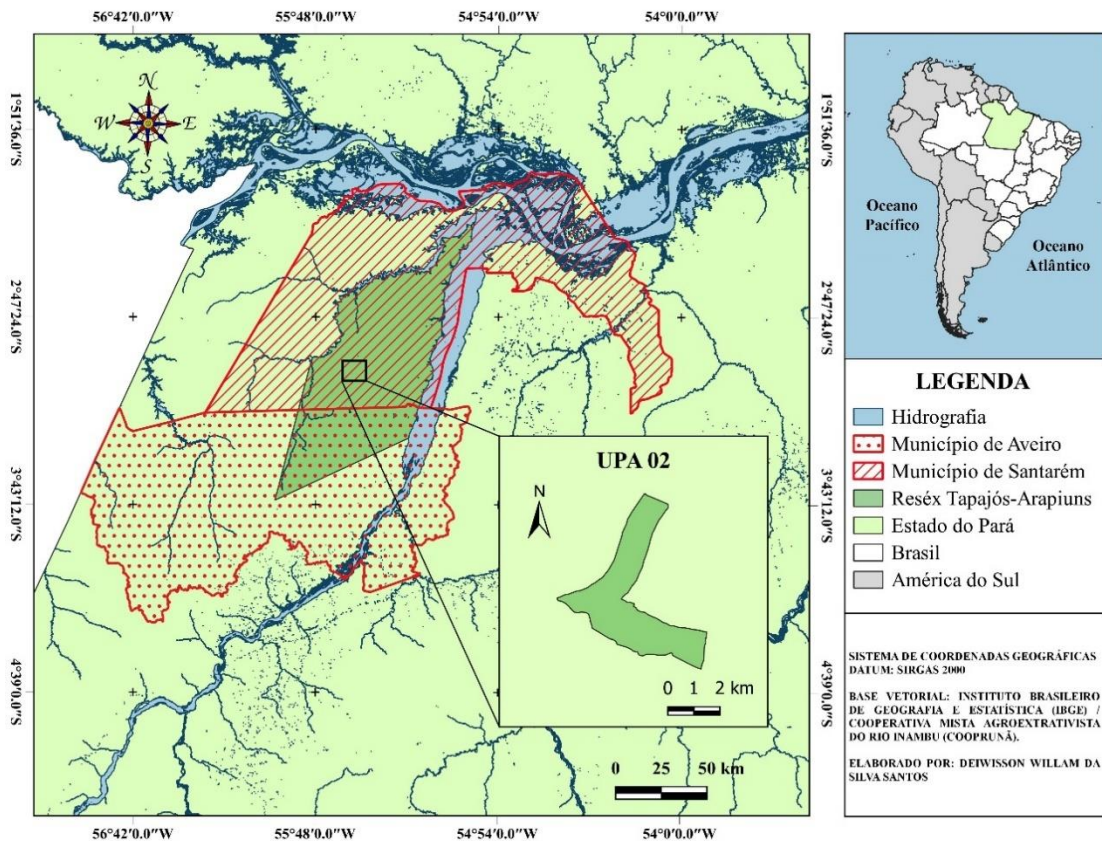 56°42'0.0"W 55°48'0.0"W 54°54'0.0"W 54°0'0.0"W
1°51'36.0"S
2°47'24.0"S
3°43'12.0"S
4°39'0.0"S
N
W E
S
UPA 02
N
0 1 2 km
0 25 50 km
1°51'36.0"S
2°47'24.0"S
3°43'12.0"S
4°39'0.0"S
56°42'0.0"W 55°48'0.0"W 54°54'0.0"W 54°0'0.0"W
Oceano
Pacífico
Oceano
Atlântico
LEGENDA
Hidrografia
Município de Aveiro
Município de Santarém
Reséx Tapajós-Arapiuns
Estado do Pará
Brasil
América do Sul
SISTEMA DE COORDENADAS GEOGRÁFICAS
DATUM: SIRGAS 2000
BASE VETORIAL: INSTITUTO BRASILEIRO
DE GEOGRAFIA E ESTATÍSTICA (IBGE) /
COOPERATIVA MISTA AGROEXTRATIVISTA
DO RIO INAMBU (COOPRUNÃ).
ELABORADO POR: DEIWISSON WILLAM DA
SILVA SANTOS